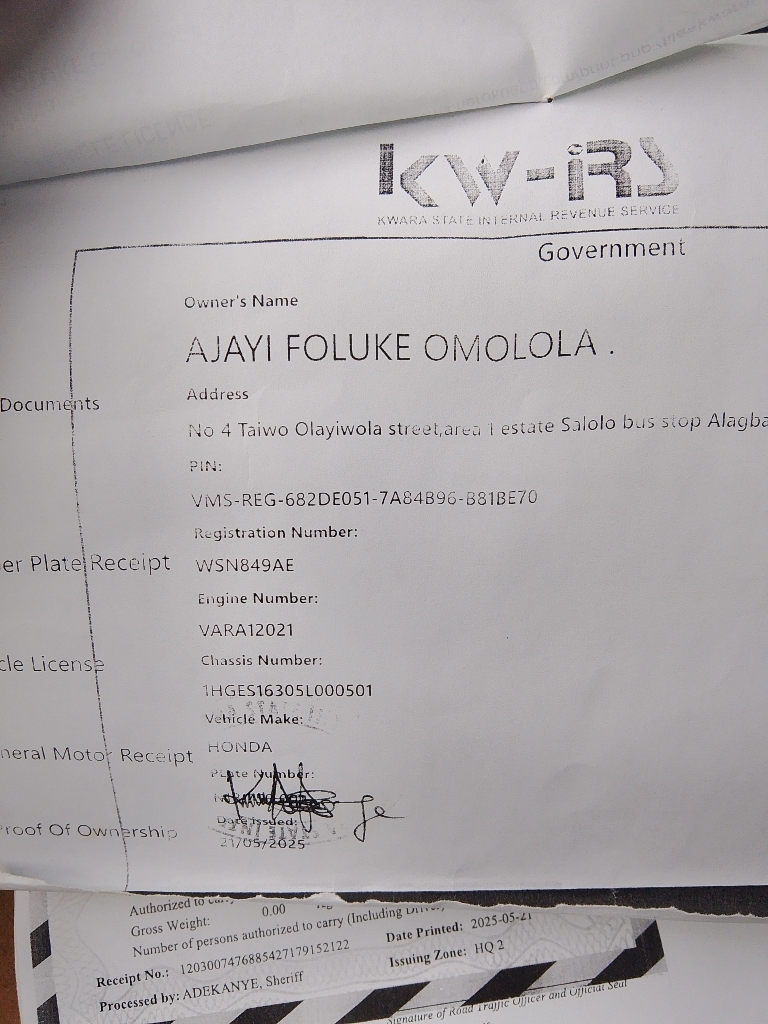 KW-iRS
KWARA STATE INTERNAL REVENUE SERVICE
Government
Owner's Name
AJAYI FOLUKE OMOLOLA .
Address
Documents
No 4 Taiwo Olayiwola street,area 1 estate Salolo bus stop Alagba
PIN:
VMS-REG-682DE051-7A84B96-B81BE70
Registration Number:
er Plate Receipt
WSN849AE
Engine Number:
VARA12021
cle License
Chassis Number:
1HGES16305L000501
Vehicle Make:
neral Motor Receipt
HONDA
Plate Number:
Date issued:
roof Of Ownership
21/05/2025
Authorized to
Gross Weight: 0.00
Number of persons authorized to carry (Including
Date Printed: 2025-05-21
Receipt No.: 1203007476885427179152122
Issuing Zone: HQ 2
Processed by: ADEKANYE, Sheriff
Signature of Road Traffic Officer and Official Seal